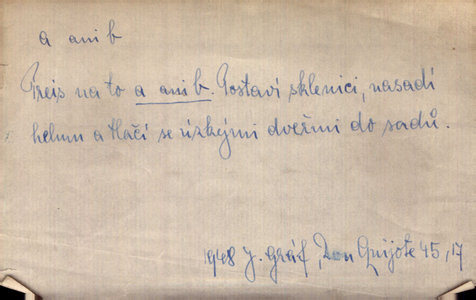 a ani b
Preis na to a ani b. Postaví sklenici, nasadí
helmu a tlačí se úzkými dveřmi do sadů.
1948 J. Gráf, Don Quijote 45, 17